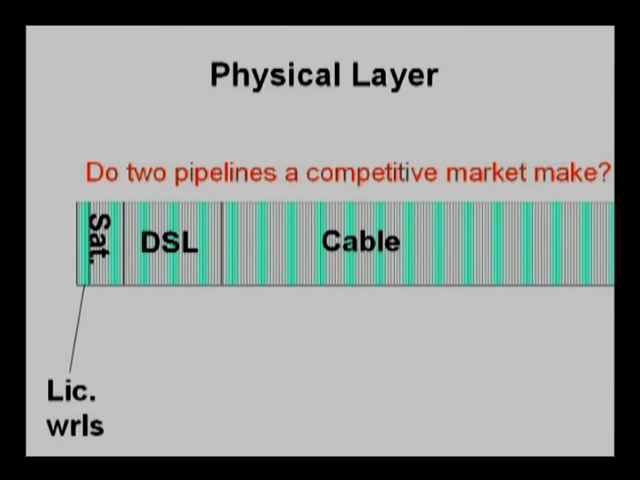 Physical Layer
Do two pipelines a competitive market make?
Sat.
DSL
Cable
Lic.
wrls